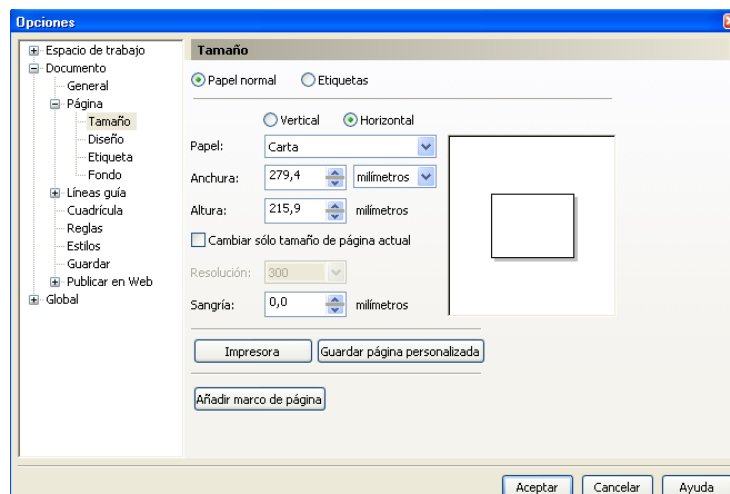 Opciones
Espacio de trabajo
Documento
General
Página
Tamaño
Diseño
Etiqueta
Fondo
Líneas guía
Cuadrícula
Reglas
Estilos
Guardar
Publicar en Web
Global
Tamaño
Papel normal Etiquetas
Vertical Horizontal
Papel: Carta
Anchura: 279,4 milímetros
Altura: 215,9 milímetros
Cambiar sólo tamaño de página actual
Resolución: 300
Sangría: 0,0 milímetros
Impresora Guardar página personalizada
Añadir marco de página
Aceptar Cancelar Ayuda